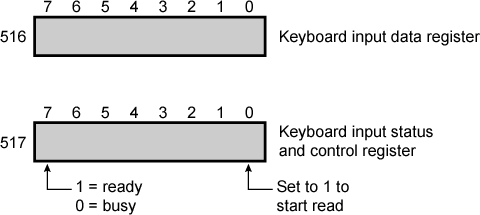 7 6 5 4 3 2 1 0
516 Keyboard input data register
7 6 5 4 3 2 1 0
517 Keyboard input status
and control register
1 = ready
0 = busy
Set to 1 to
start read